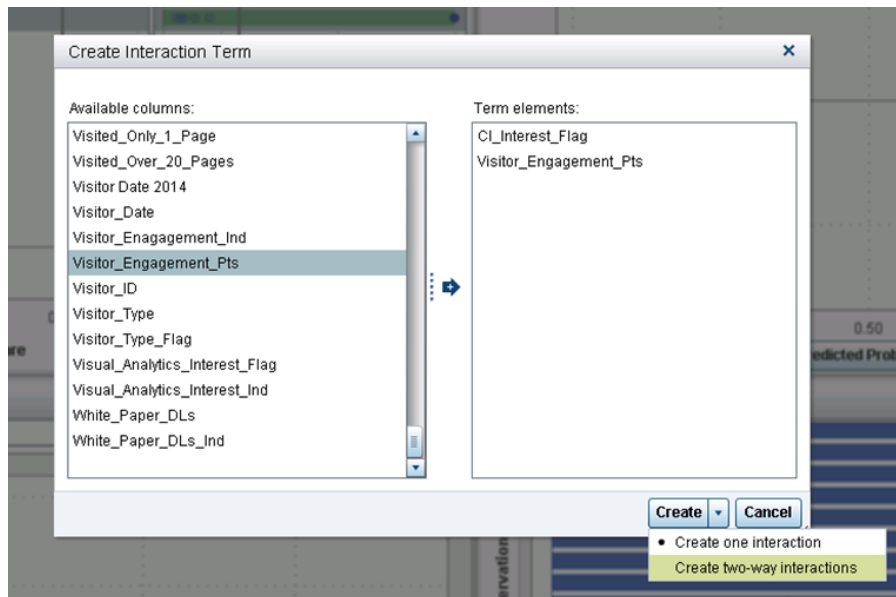 Create Interaction Term
Available columns:
Visited_Only_1_Page
Visited_Over_20_Pages
Visitor Date 2014
Visitor_Date
Visitor_Enagagement_Ind
Visitor_Engagement_Pts
Visitor_ID
Visitor_Type
Visitor_Type_Flag
Visual_Analytics_Interest_Flag
Visual_Analytics_Interest_Ind
White_Paper_DLs
White_Paper_DLs_Ind
Term elements:
CI_Interest_Flag
Visitor_Engagement_Pts
0.50
Create
Cancel
Create one interaction
Create two-way interactions